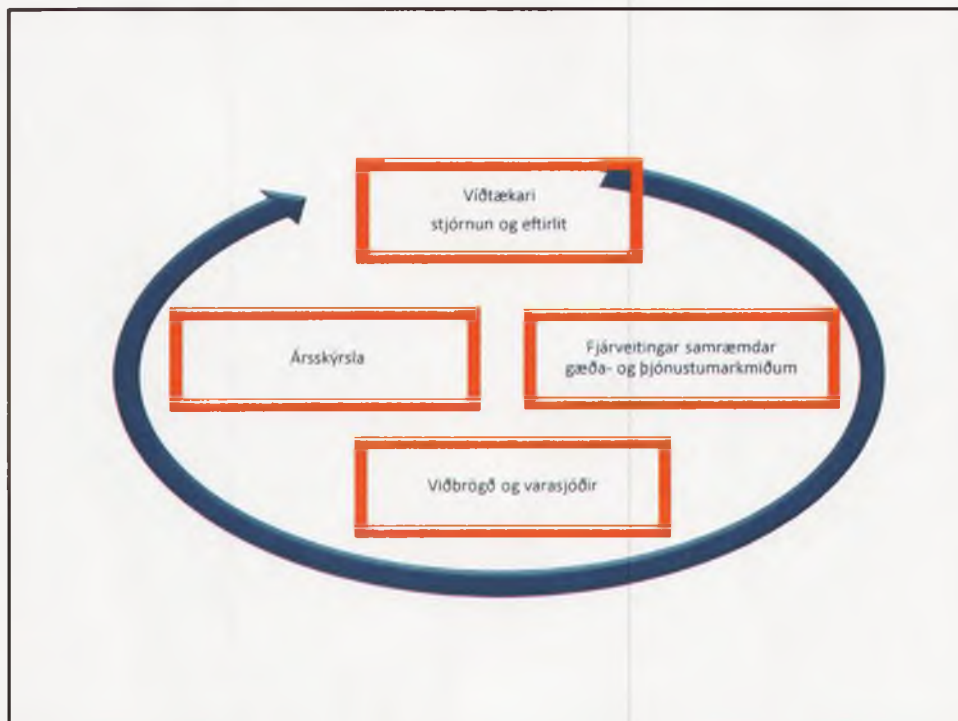 Víðtækari
stjórnun og eftirlit
Ársskýrsla
Fjárveitingar samræmdar
gæða- og þjónustumarkmiðum
Viðbrögð og varasjóðir